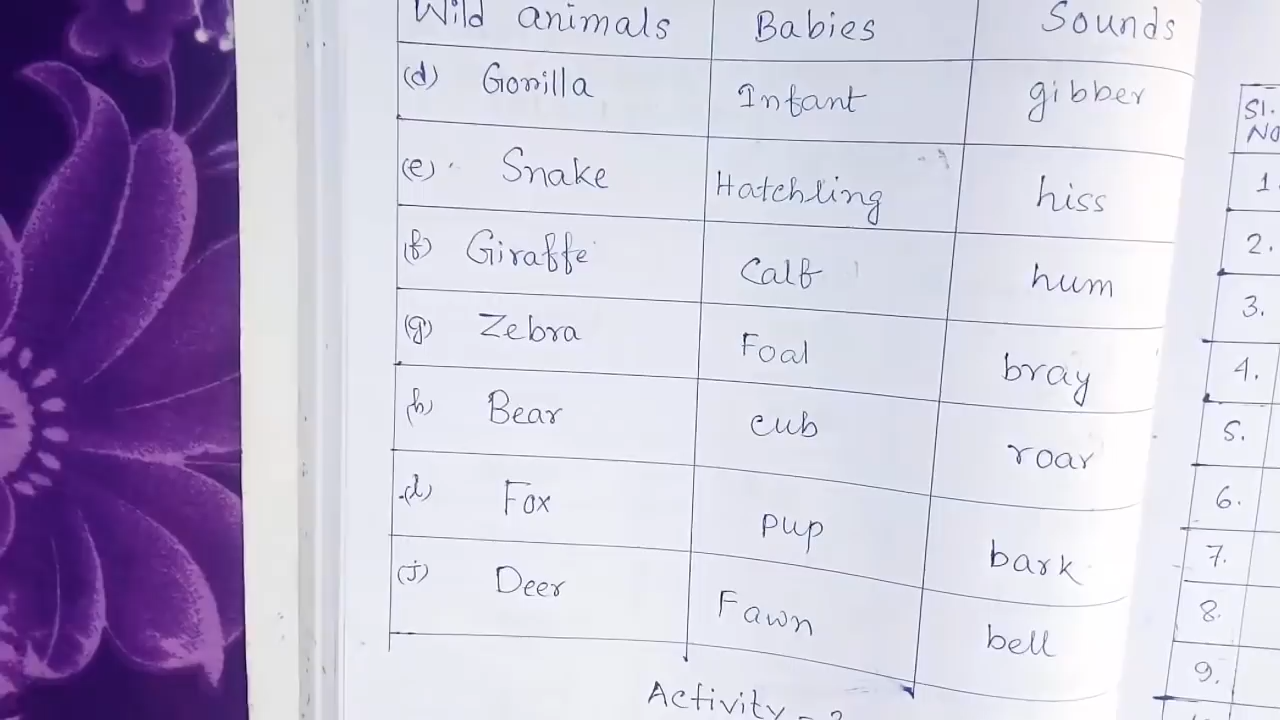 Wild animals Babies Sounds
(d) Gorilla Infant gibber
(e) Snake Hatchling hiss
(f) Giraffe Calf hum
(g) Zebra Foal bray
(h) Bear cub roar
Fox pup bark
(j) Deer Fawn bell
Activity -
Sl.
No
1.
2.
3.
4.
5.
6.
7.
8.
9.